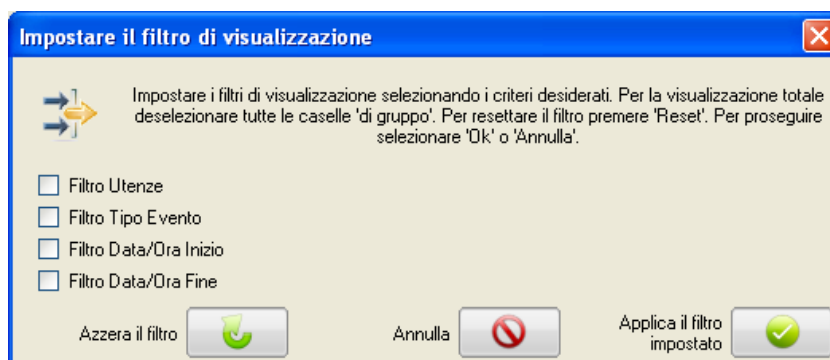 Impostare il filtro di visualizzazione
Impostare i filtri di visualizzazione selezionando i criteri desiderati. Per la visualizzazione totale
deselezionare tutte le caselle 'di gruppo'. Per resettare il filtro premere 'Reset'. Per proseguire
selezionare 'Ok' o 'Annulla'.
Filtro Utenze
Filtro Tipo Evento
Filtro Data/Ora Inizio
Filtro Data/Ora Fine
Azzera il filtro
Annulla
Applica il filtro
impostato